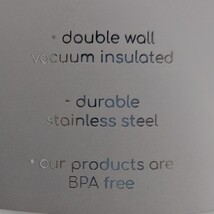 - double wall
vacuum insulated
- durable
stainless steel
- our products are
BPA free